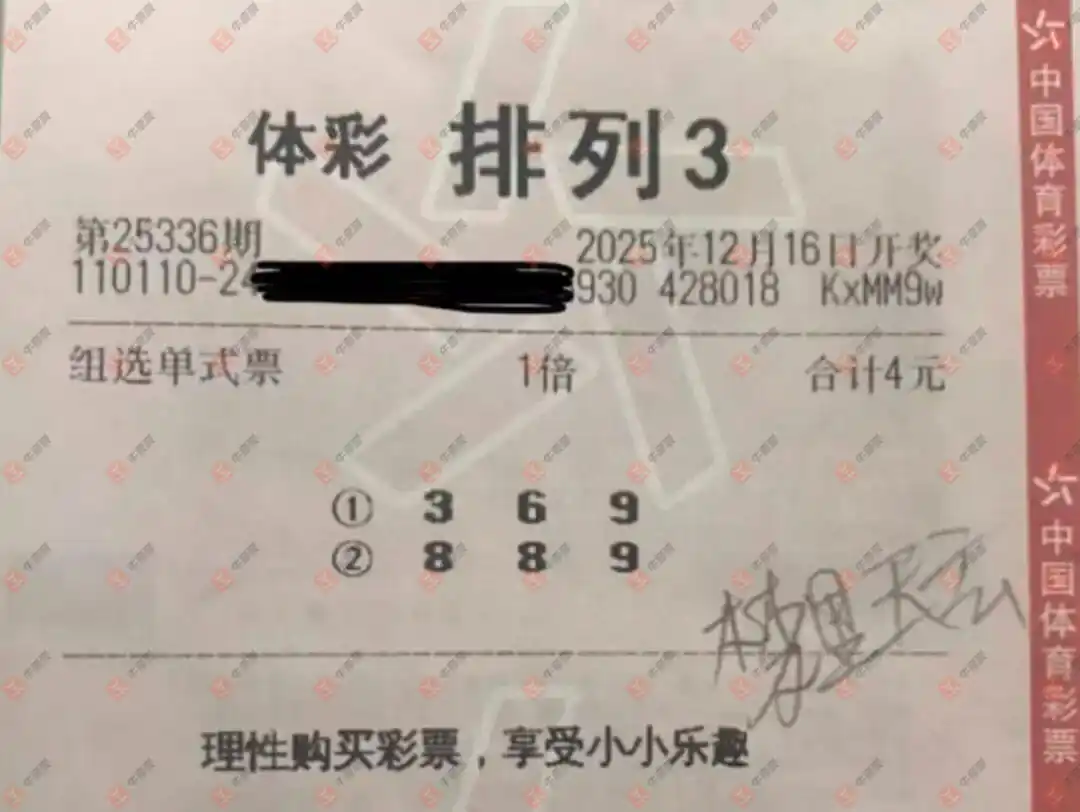 体彩 排列3
第25336期 2025年12月16日开奖
110110-24 930 428018 KxMM9w
组选单式票 1倍 合计4元
① 3 6 9
② 8 8 9
理性购买彩票，享受小小乐趣
中国体育彩票
中国体育彩票